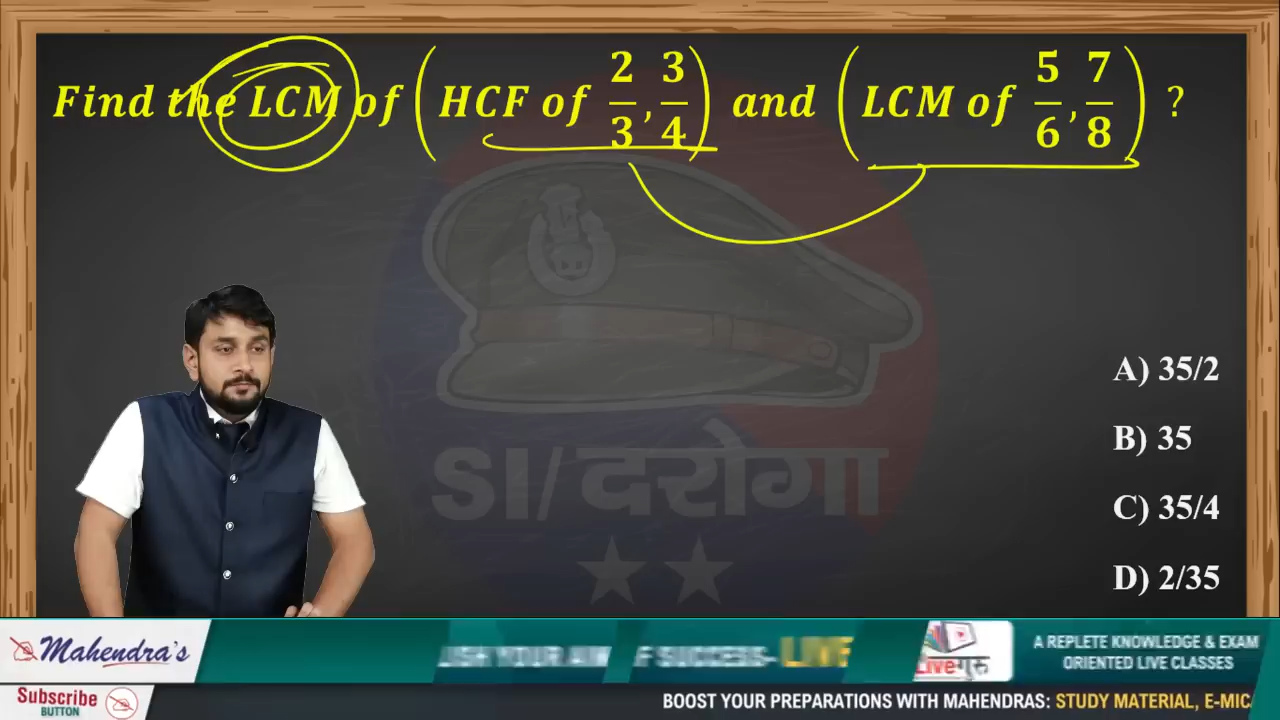 Find the LCM of (HCF of 2/3, 3/4) and (LCM of 5/6, 7/8) ?
A) 35/2
B) 35
C) 35/4
D) 2/35
SI/दरोगा
Mahendra's
LIVE
Liveगुरु
A REPLETE KNOWLEDGE & EXAM
ORIENTED LIVE CLASSES
Subscribe
BUTTON
BOOST YOUR PREPARATIONS WITH MAHENDRAS: STUDY MATERIAL, E-MIC